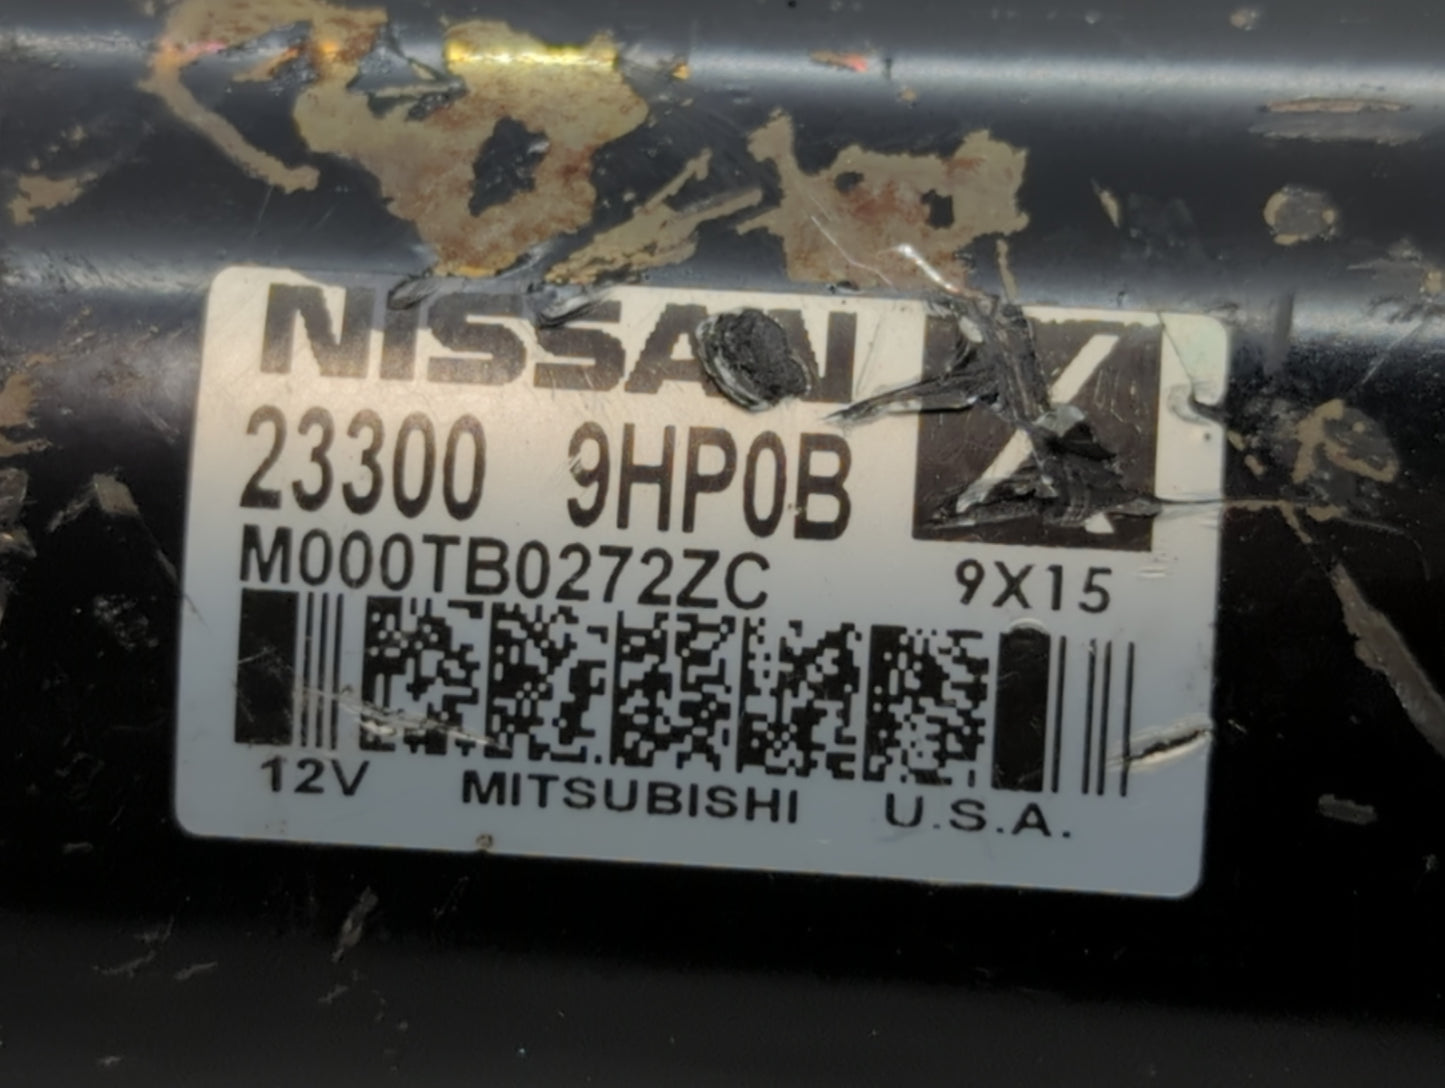 NISSAN
23300 9HP0B
M000TB0272ZC 9X15
12V MITSUBISHI U.S.A.